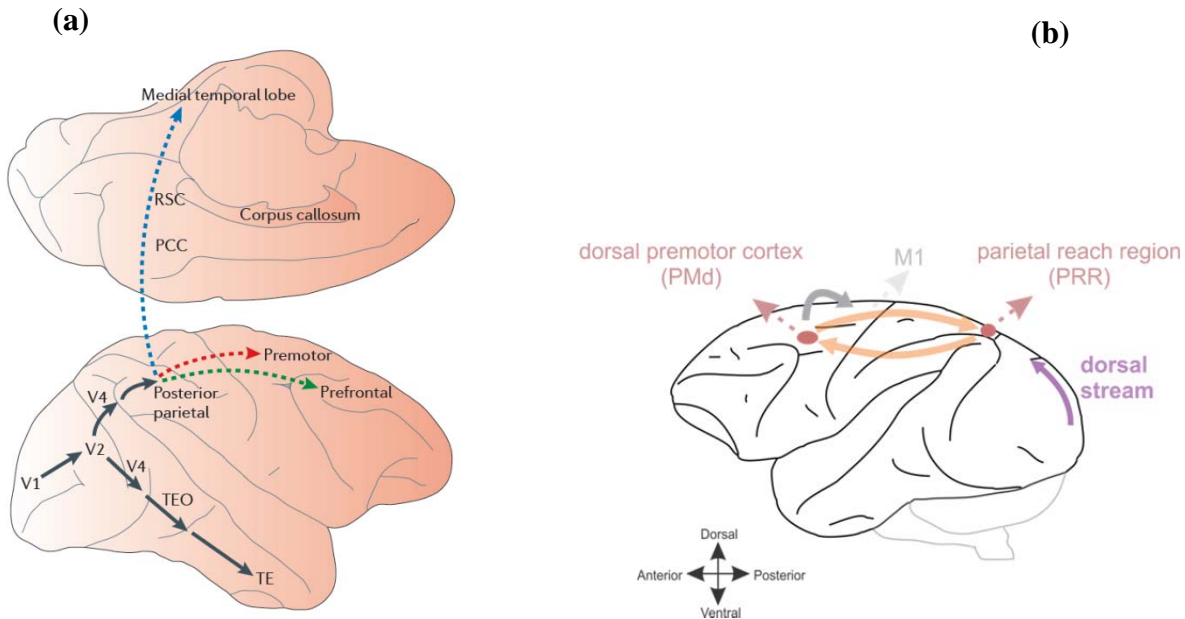 (a)
Medial temporal lobe
RSC
Corpus callosum
PCC
Premotor
Posterior
parietal
Prefrontal
V4
V2
V4
V1
TEO
TE
(b)
dorsal premotor cortex
(PMd)
M1
parietal reach region
(PRR)
dorsal
stream
Dorsal
Anterior
Posterior
Ventral